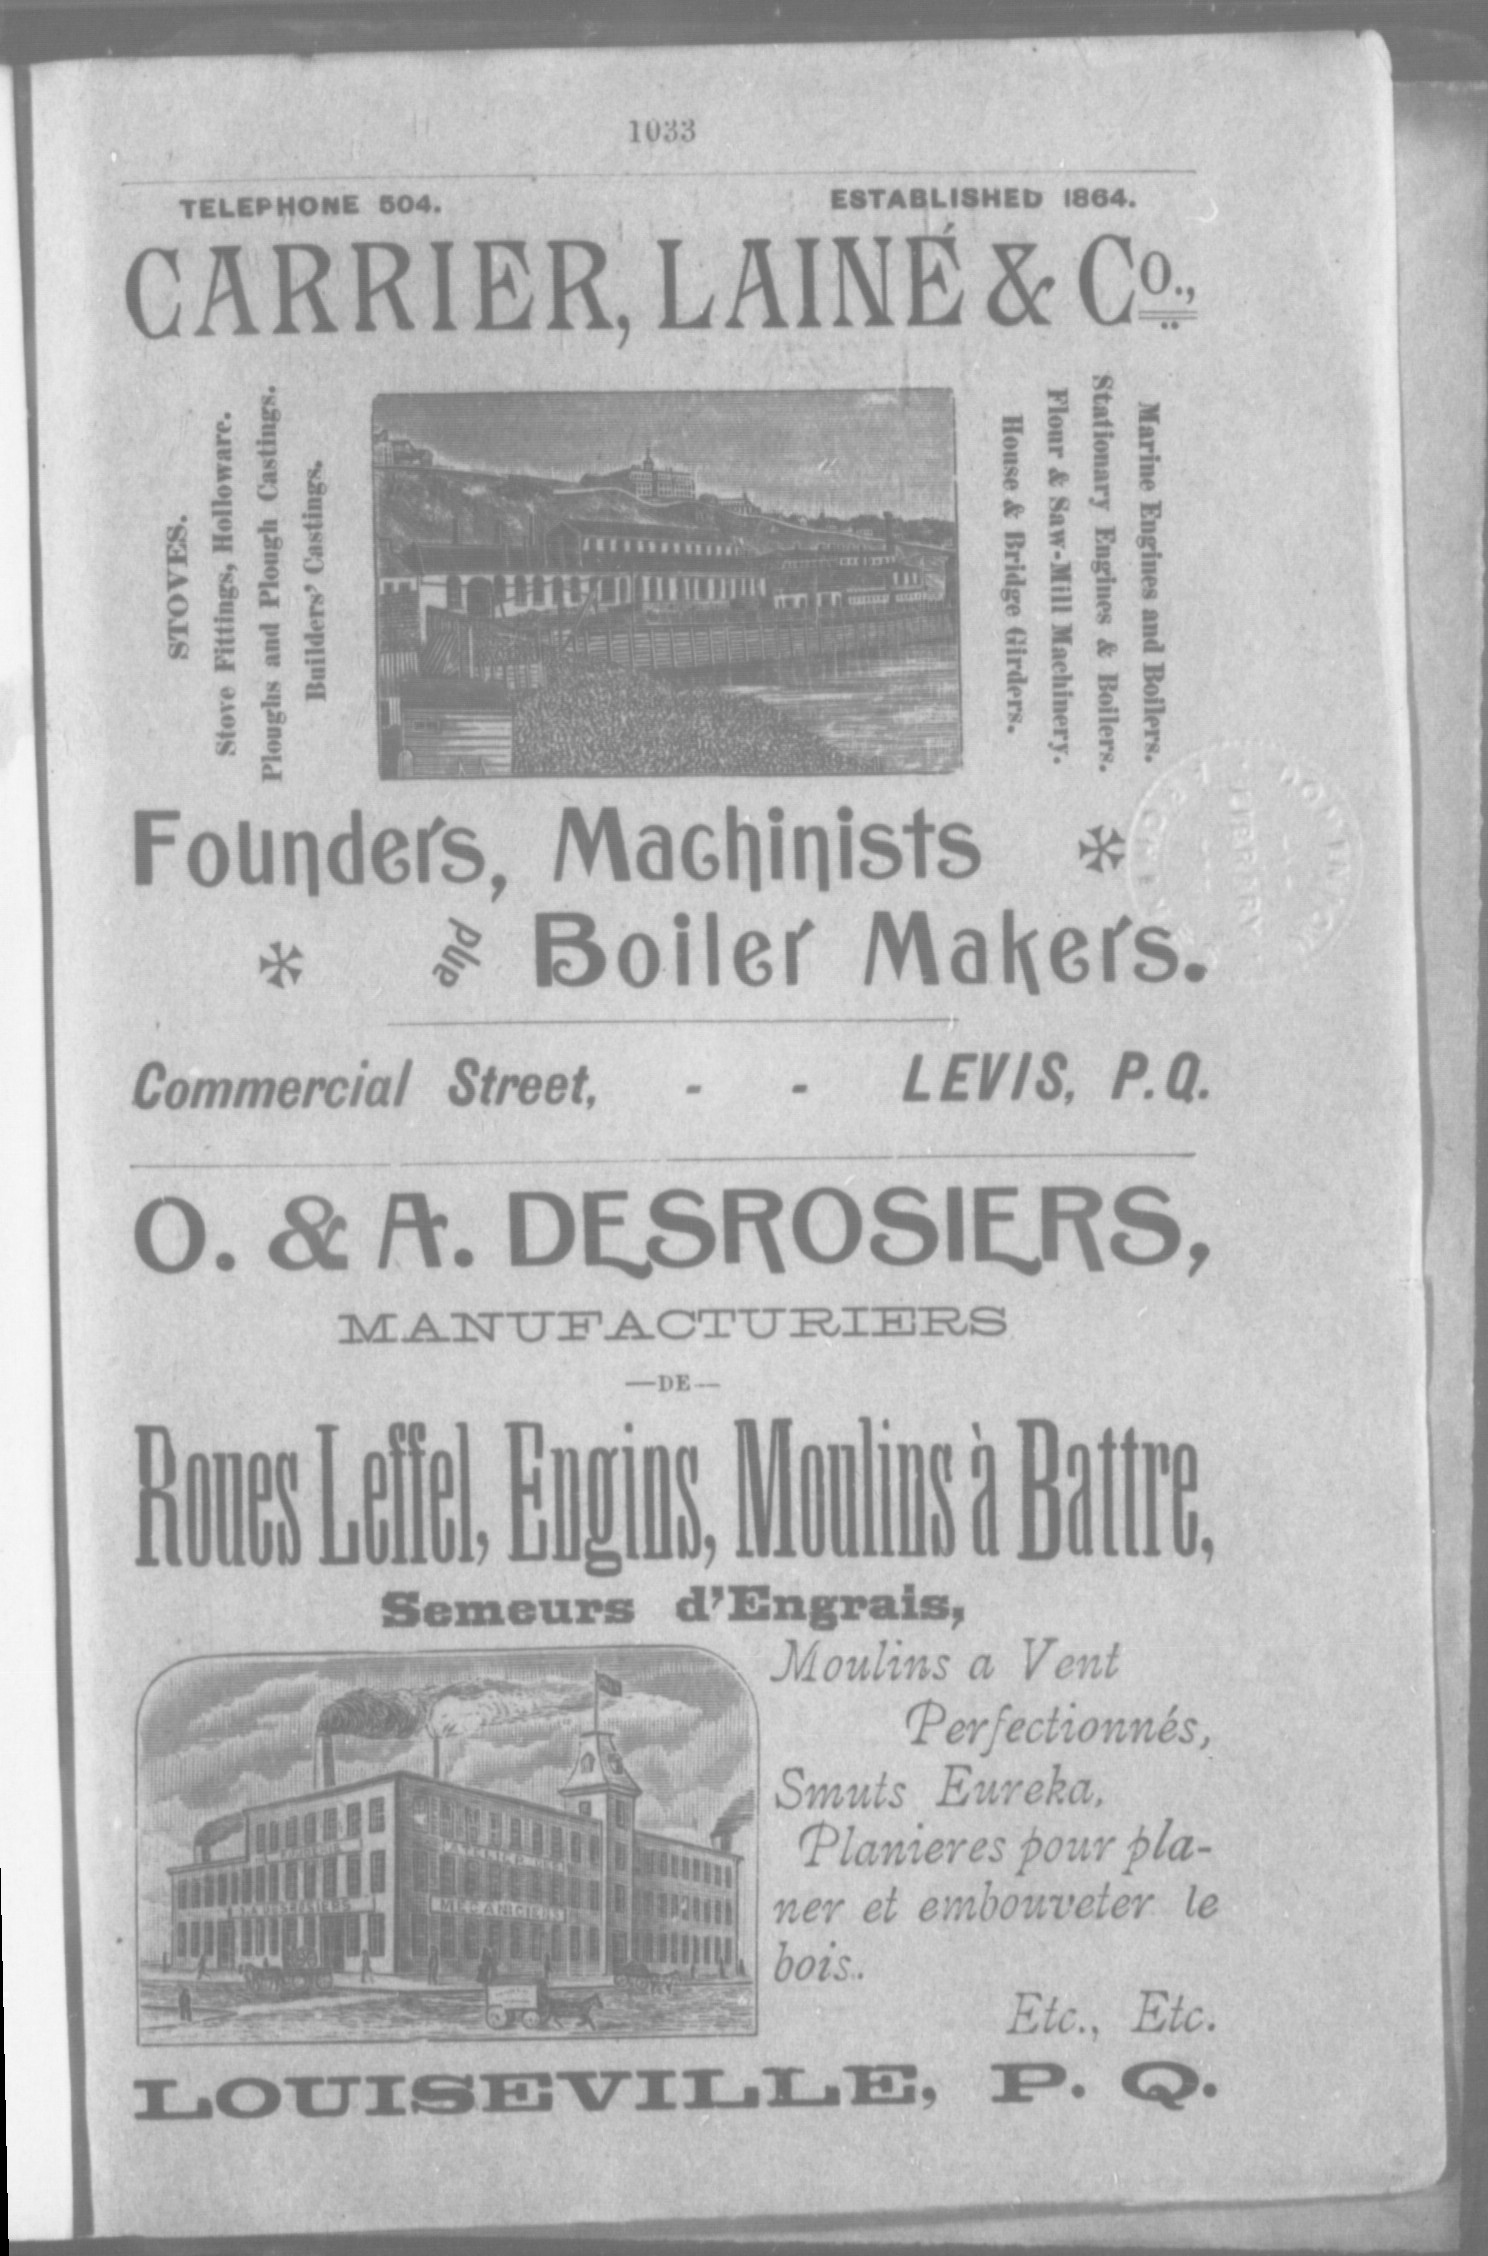 1033
TELEPHONE 504.
ESTABLISHED 1864.
CARRIER, LAINÉ & Co.,
STOVES.
Stove Fittings, Holloware.
Ploughs and Plough Castings.
Builders' Castings.
Marine Engines and Boilers.
Stationary Engines & Boilers.
Flour & Saw-Mill Machinery.
House & Bridge Girders.
Founders, Machinists
and Boiler Makers.
Commercial Street, - - LEVIS, P.Q.
O. & A. DESROSIERS,
MANUFACTURIERS
—DE—
Roues Leffel, Engins, Moulins à Battre,
Semeurs d'Engrais,
Moulins a Vent
Perfectionnés,
Smuts Eureka,
Planieres pour pla-
ner et embouveter le
bois.
Etc., Etc.
MECANICIENS
LOUISEVILLE, P. Q.
LIBRARY